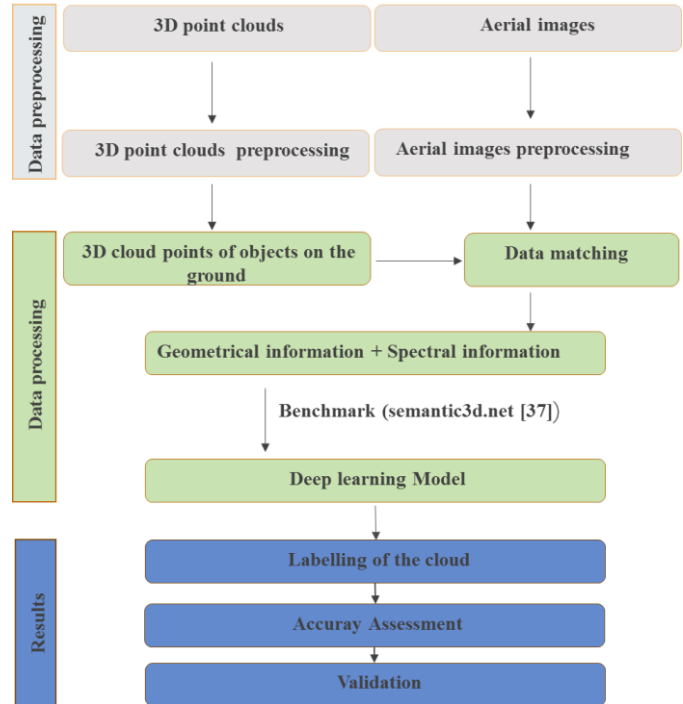 Data preprocessing
3D point clouds
Aerial images
3D point clouds preprocessing
Aerial images preprocessing
Data processing
3D cloud points of objects on the
ground
Data matching
Geometrical information + Spectral information
Benchmark (semantic3d.net [37])
Deep learning Model
Results
Labelling of the cloud
Accuray Assessment
Validation